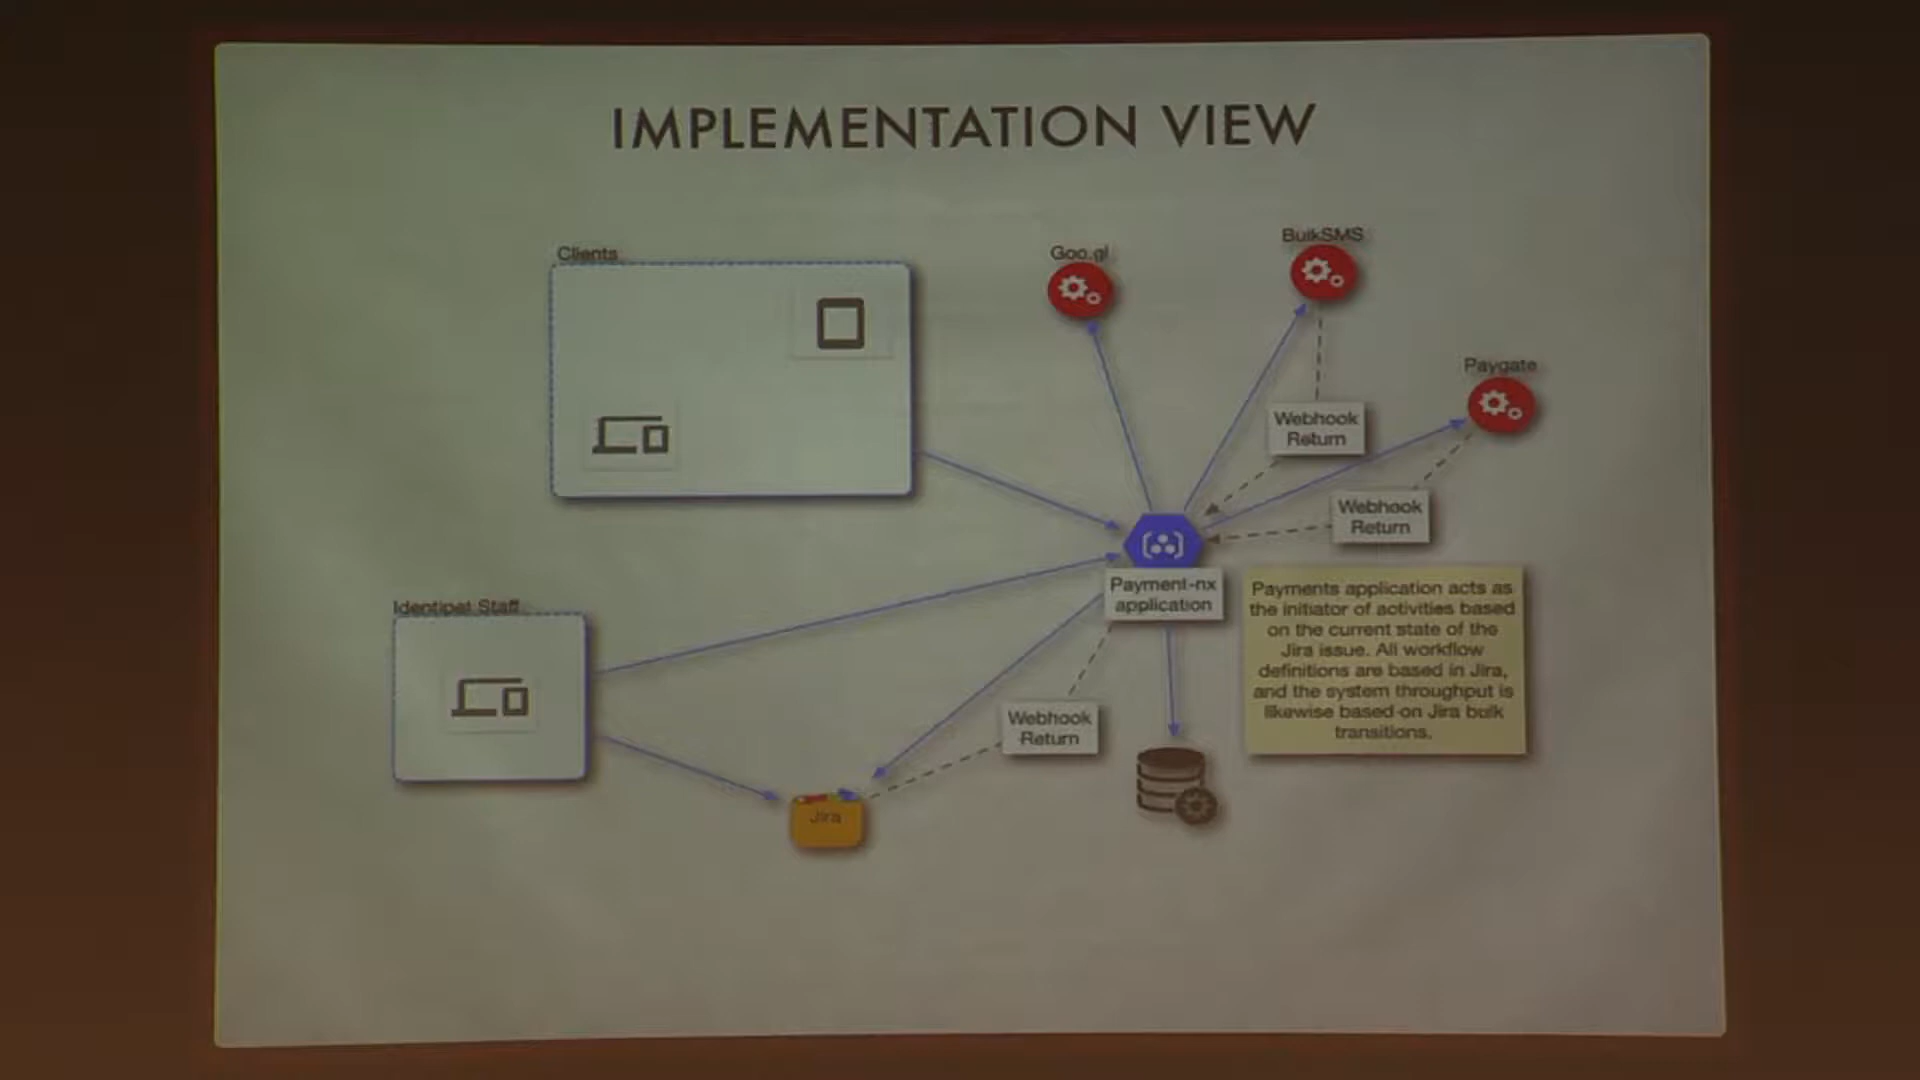 IMPLEMENTATION VIEW
Clients
Goo.gl
BulkSMS
Paygate
Webhook
Return
Webhook
Return
Payment-nx
application
Identipet Staff
Webhook
Return
Jira
Payments application acts as
the initiator of activities based
on the current state of the
Jira issue. All workflow
definitions are based in Jira,
and the system throughput is
likewise based on Jira bulk
transitions.